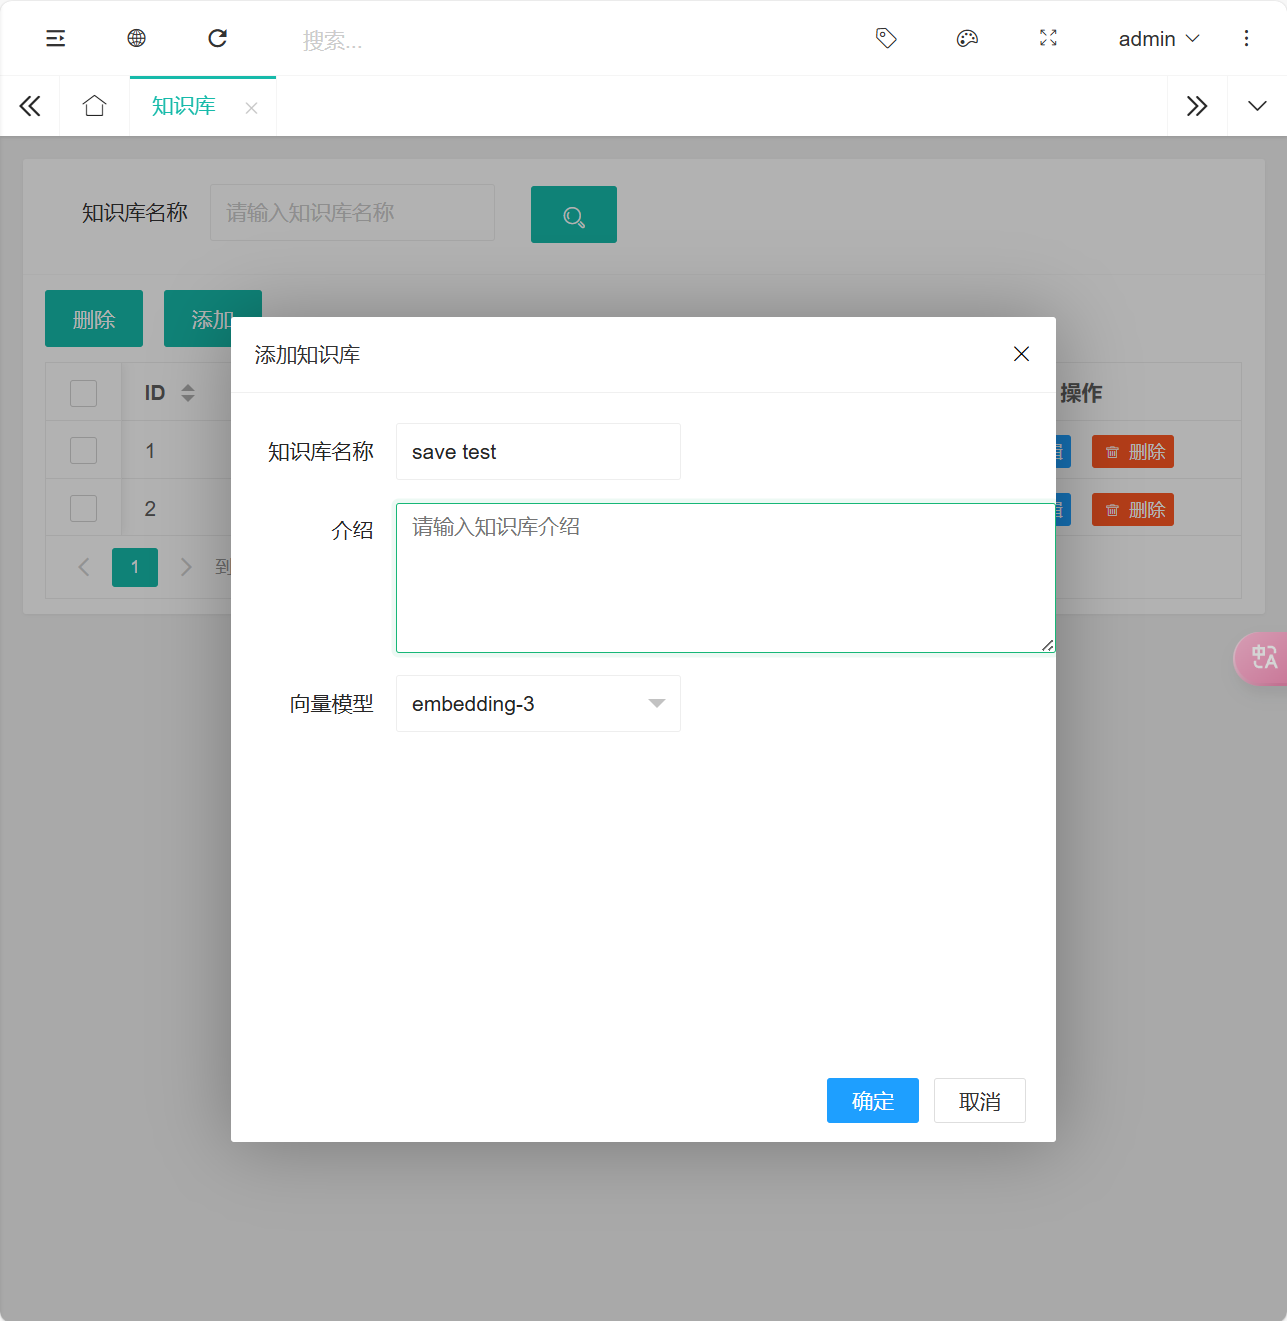 搜索...
admin
知识库
知识库名称
请输入知识库名称
删除
添加
添加知识库
ID
操作
知识库名称
save test
1
删除
介绍
请输入知识库介绍
2
删除
1
到
向量模型
embedding-3
确定
取消